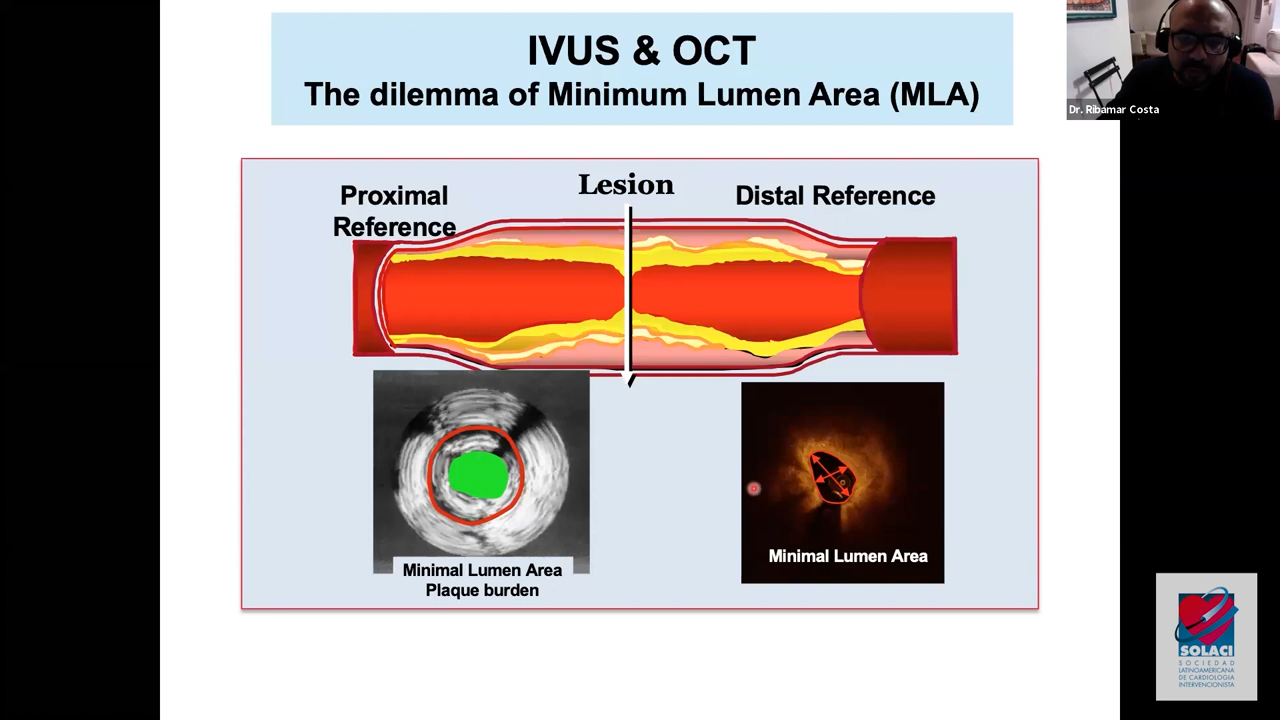 IVUS & OCT
The dilemma of Minimum Lumen Area (MLA)
Dr. Ribamar Costa
Proximal
Reference
Lesion
Distal Reference
Minimal Lumen Area
Plaque burden
Minimal Lumen Area
SOLACI
SOCIEDAD
LATINOAMERICANA
DE CARDIOLOGIA
INTERVENCIONISTA